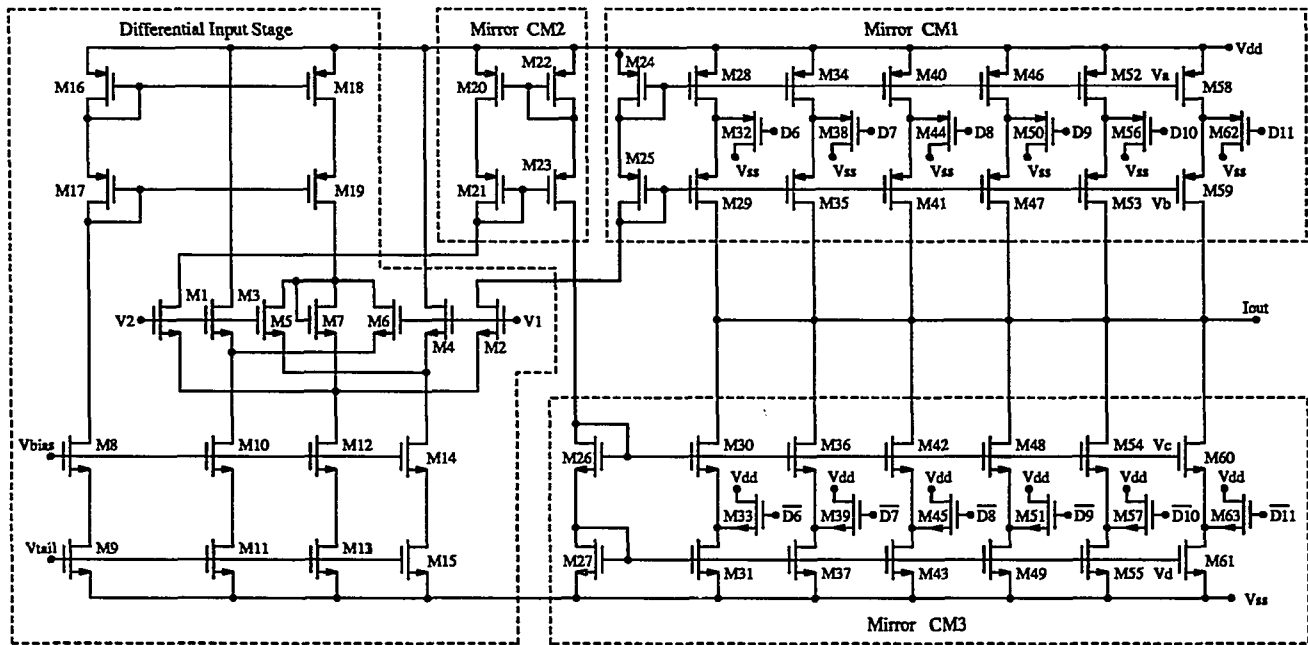 Differential Input Stage
Mirror CM2
Mirror CM1
M16
M18
M20
M22
M24
M28
M34
M40
M46
M52
Va
M58
Vdd
M32
D6
M38
D7
M44
D8
M50
D9
M56
D10
M62
D11
Vss
Vss
Vss
Vss
Vss
Vss
M17
M19
M21
M23
M25
M29
M35
M41
M47
M53
Vb
M59
V2
M1
M3
M5
M7
M6
M4
M2
V1
Iout
Vbias
M8
M10
M12
M14
M26
M30
M36
M42
M48
M54
Vc
M60
Vdd
Vdd
Vdd
Vdd
Vdd
Vdd
M33
D6
M39
D7
M45
D8
M51
D9
M57
D10
M63
D11
Vtail
M9
M11
M13
M15
M27
M31
M37
M43
M49
M55
Vd
M61
Vss
Mirror CM3